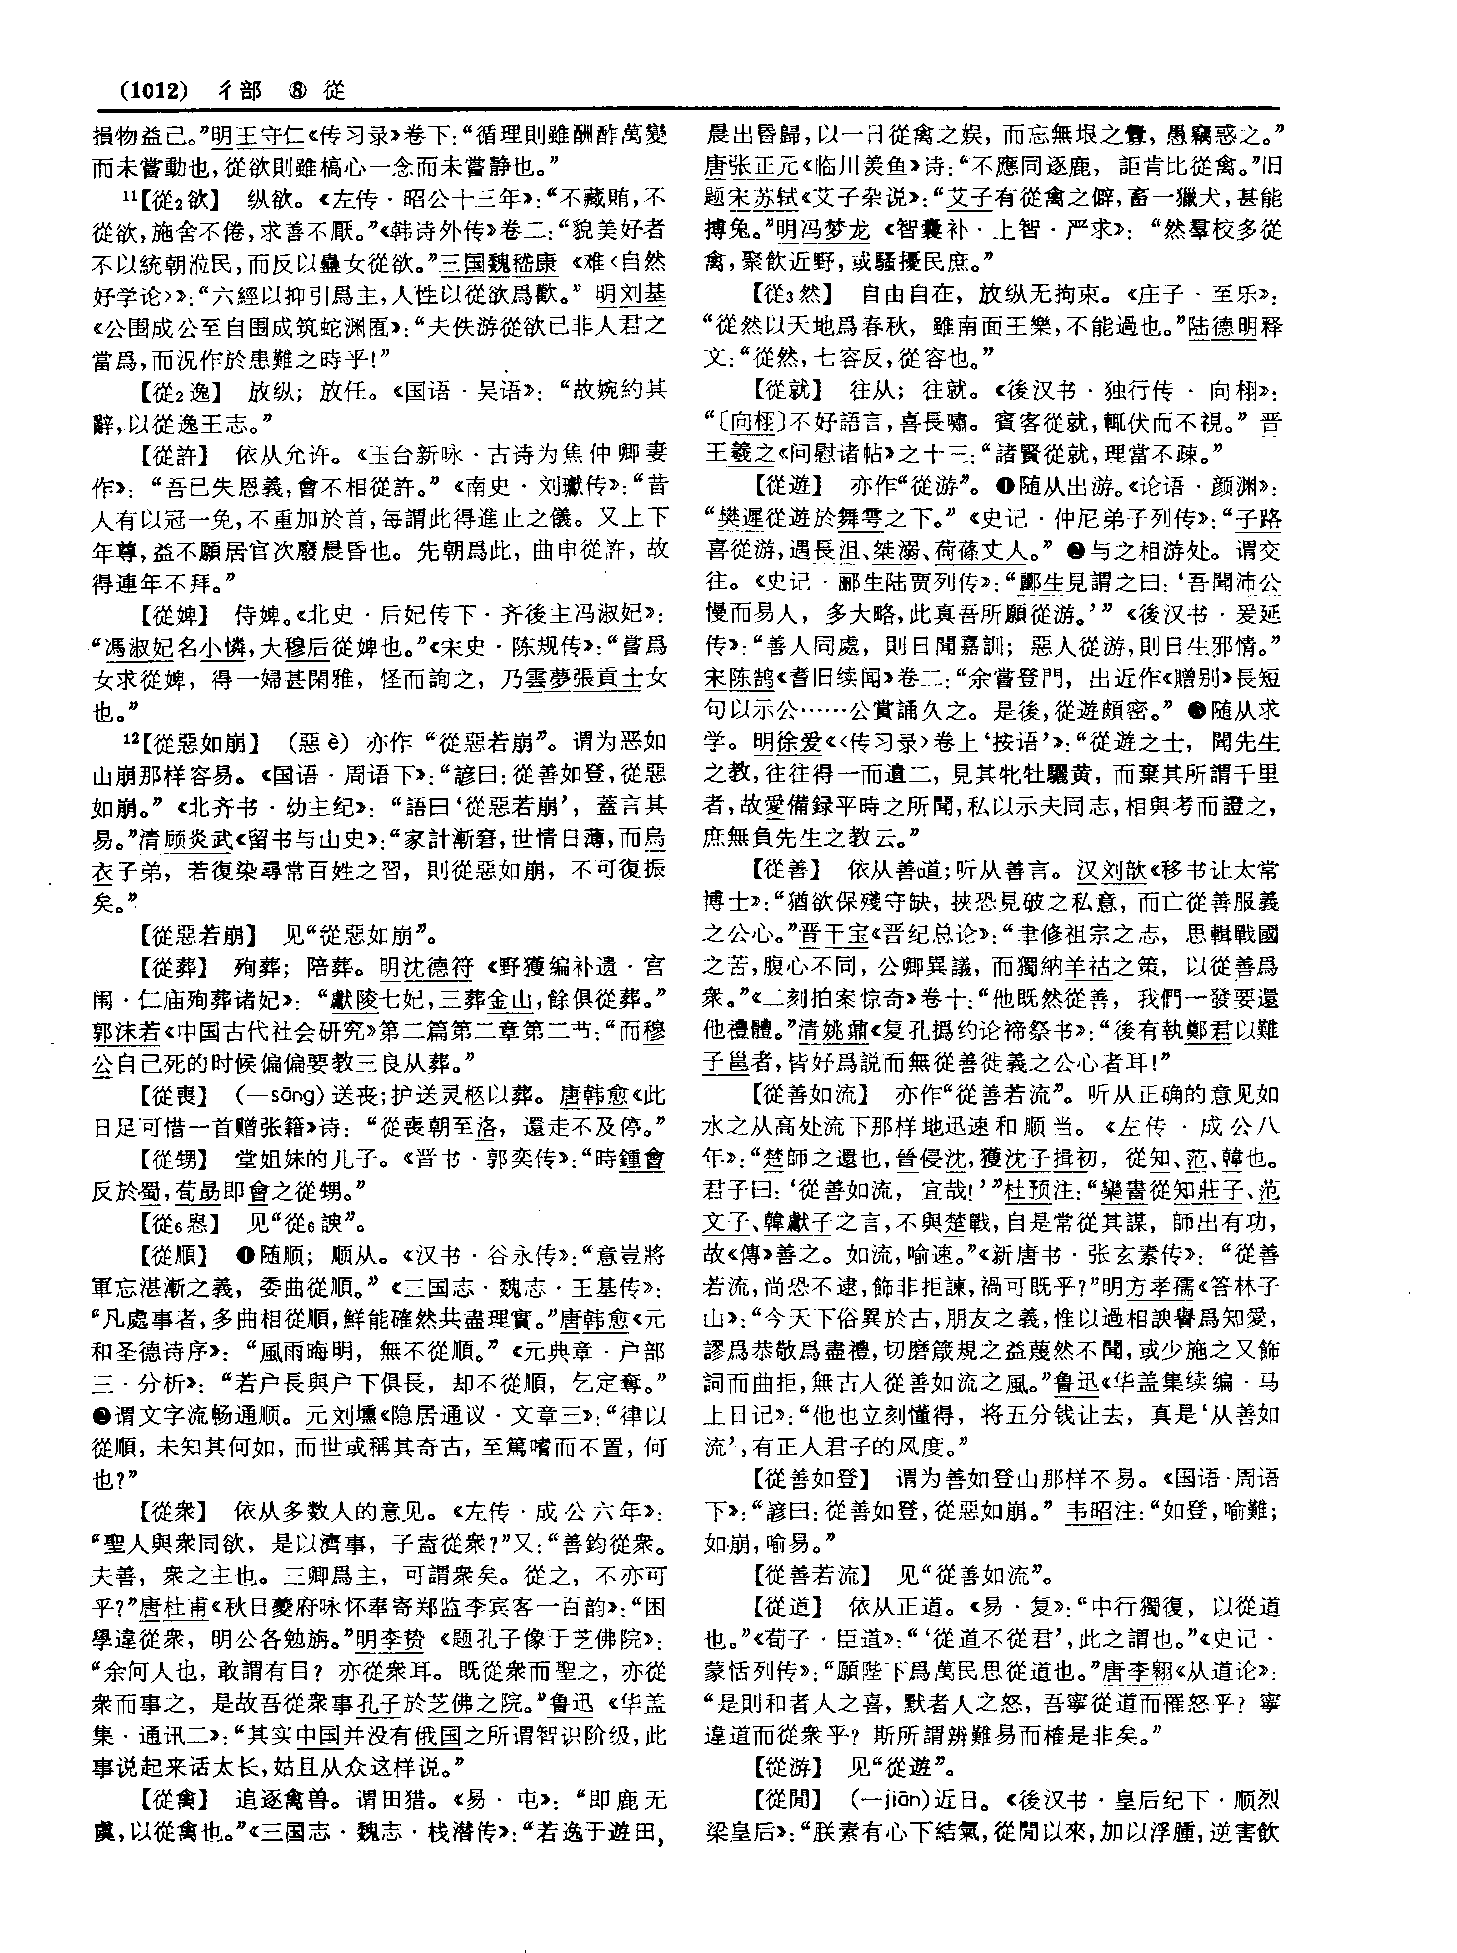 (1012) 彳部 ⑧ 從
損物益己。”明王守仁《传习录》卷下：“循理則雖酬酢萬變
而未嘗動也，從欲則雖槁心一念而未嘗静也。”
11【從₂欲】 纵欲。《左传·昭公十三年》：“不藏賄，不
從欲，施舍不倦，求善不厭。”《韩诗外传》卷二：“貌美好者
不以統朝涖民，而反以蠱女從欲。”三国魏嵇康《难〈自然
好学论〉》：“六經以抑引爲主，人性以從欲爲歡。”明刘基
《公围成公至自围成筑蛇渊囿》：“夫佚游從欲已非人君之
當爲，而況作於患難之時乎！”
【從₂逸】 放纵；放任。《国语·吴语》：“故婉約其
辭，以從逸王志。”
【從許】 依从允许。《玉台新咏·古诗为焦仲卿妻
作》：“吾已失恩義，會不相從許。”《南史·刘瓛传》：“昔
人有以冠一免，不重加於首，每謂此得進止之儀。又上下
年尊，益不願居官次廢晨昏也。先朝爲此，曲申從許，故
得連年不拜。”
【從婢】 侍婢。《北史·后妃传下·齐後主冯淑妃》：
“馮淑妃名小憐，大穆后從婢也。”《宋史·陈规传》：“嘗爲
女求從婢，得一婦甚閑雅，怪而詢之，乃雲夢張貢士女
也。”
12【從惡如崩】（惡 è）亦作“從惡若崩”。谓为恶如
山崩那样容易。《国语·周语下》：“諺曰：從善如登，從惡
如崩。”《北齐书·幼主纪》：“語曰‘從惡若崩’，蓋言其
易。”清顾炎武《留书与山史》：“家計漸窘，世情日薄，而烏
衣子弟，若復染尋常百姓之習，則從惡如崩，不可復振
矣。”
【從惡若崩】 见“從惡如崩”。
【從葬】 殉葬；陪葬。明沈德符《野獲编补遗·宫
闱·仁庙殉葬诸妃》：“獻陵七妃，三葬金山，餘俱從葬。”
郭沫若《中国古代社会研究》第二篇第二章第二节：“而穆
公自己死的时候偏偏要教三良从葬。”
【從喪】（—sāng）送丧；护送灵柩以葬。唐韩愈《此
日足可惜一首赠张籍》诗：“從喪朝至洛，還走不及停。”
【從甥】 堂姐妹的儿子。《晋书·郭奕传》：“時鍾會
反於蜀，荀勗即會之從甥。”
【從₆恿】 见“從₆諛”。
【從順】 ❶随顺；顺从。《汉书·谷永传》：“意豈將
軍忘湛漸之義，委曲從順。”《三国志·魏志·王基传》：
“凡處事者，多曲相從順，鮮能確然共盡理實。”唐韩愈《元
和圣德诗序》：“風雨晦明，無不從順。”《元典章·户部
三·分析》：“若户長與户下俱長，却不從順，乞定奪。”
❷谓文字流畅通顺。元刘壎《隐居通议·文章三》：“律以
從順，未知其何如，而世或稱其奇古，至篤嗜而不置，何
也？”
【從衆】 依从多数人的意见。《左传·成公六年》：
“聖人與衆同欲，是以濟事，子盍從衆？”又：“善鈞從衆。
夫善，衆之主也。三卿爲主，可謂衆矣。從之，不亦可
乎？”唐杜甫《秋日夔府咏怀奉寄郑监李宾客一百韵》：“困
學違從衆，明公各勉旃。”明李贽《题孔子像于芝佛院》：
“余何人也，敢謂有目？亦從衆耳。既從衆而聖之，亦從
衆而事之，是故吾從衆事孔子於芝佛之院。”鲁迅《华盖
集·通讯二》：“其实中国并没有俄国之所谓智识阶级，此
事说起来话太长，姑且从众这样说。”
【從禽】 追逐禽兽。谓田猎。《易·屯》：“即鹿无
虞，以從禽也。”《三国志·魏志·栈潜传》：“若逸于遊田，
晨出昏歸，以一日從禽之娱，而忘無垠之釁，愚竊惑之。”
唐张正元《临川羡鱼》诗：“不應同逐鹿，詎肯比從禽。”旧
题宋苏轼《艾子杂说》：“艾子有從禽之僻，畜一獵犬，甚能
搏兔。”明冯梦龙《智囊补·上智·严求》：“然羣校多從
禽，聚飲近野，或騷擾民庶。”
【從₃然】 自由自在，放纵无拘束。《庄子·至乐》：
“從然以天地爲春秋，雖南面王樂，不能過也。”陆德明释
文：“從然，七容反，從容也。”
【從就】 往从；往就。《後汉书·独行传·向栩》：
“〔向栩〕不好語言，喜長嘯。賓客從就，輒伏而不視。”晋
王羲之《问慰诸帖》之十三：“諸賢從就，理當不疎。”
【從遊】 亦作“從游”。❶随从出游。《论语·颜渊》：
“樊遲從遊於舞雩之下。”《史记·仲尼弟子列传》：“子路
喜從游，遇長沮、桀溺、荷蓧丈人。”❷与之相游处。谓交
往。《史记·郦生陆贾列传》：“酈生見謂之曰：‘吾聞沛公
慢而易人，多大略，此真吾所願從游。’”《後汉书·爰延
传》：“善人同處，則日聞嘉訓；惡人從游，則日生邪情。”
宋陈鹄《耆旧续闻》卷二：“余嘗登門，出近作《贈别》長短
句以示公……公賞誦久之。是後，從遊頗密。”❸随从求
学。明徐爱《〈传习录〉卷上‘按语’》：“從遊之士，聞先生
之教，往往得一而遺二，見其牝牡驪黄，而棄其所謂千里
者，故愛備録平時之所聞，私以示夫同志，相與考而證之，
庶無負先生之教云。”
【從善】 依从善道；听从善言。汉刘歆《移书让太常
博士》：“猶欲保殘守缺，挾恐見破之私意，而亡從善服義
之公心。”晋干宝《晋纪总论》：“聿修祖宗之志，思輯戰國
之苦，腹心不同，公卿異議，而獨納羊祜之策，以從善爲
衆。”《二刻拍案惊奇》卷十：“他既然從善，我們一發要還
他禮體。”清姚鼐《复孔㧑约论禘祭书》：“後有執鄭君以難
子邕者，皆好爲説而無從善徙義之公心者耳！”
【從善如流】 亦作“從善若流”。听从正确的意见如
水之从高处流下那样地迅速和顺当。《左传·成公八
年》：“楚師之還也，晉侵沈，獲沈子揖初，從知、范、韓也。
君子曰：‘從善如流，宜哉！’”杜预注：“欒書從知莊子、范
文子、韓獻子之言，不與楚戰，自是常從其謀，師出有功，
故《傳》善之。如流，喻速。”《新唐书·张玄素传》：“從善
若流，尚恐不逮，飾非拒諫，禍可既乎？”明方孝孺《答林子
山》：“今天下俗異於古，朋友之義，惟以過相諛譽爲知愛，
謬爲恭敬爲盡禮，切磨箴規之益蔑然不聞，或少施之又飾
詞而曲拒，無古人從善如流之風。”鲁迅《华盖集续编·马
上日记》：“他也立刻懂得，将五分钱让去，真是‘从善如
流’，有正人君子的风度。”
【從善如登】 谓为善如登山那样不易。《国语·周语
下》：“諺曰：從善如登，從惡如崩。”韦昭注：“如登，喻難；
如崩，喻易。”
【從善若流】 见“從善如流”。
【從道】 依从正道。《易·复》：“中行獨復，以從道
也。”《荀子·臣道》：“‘從道不從君’，此之謂也。”《史记·
蒙恬列传》：“願陛下爲萬民思從道也。”唐李翱《从道论》：
“是則和者人之喜，默者人之怒，吾寧從道而罹怒乎？寧
違道而從衆乎？斯所謂辨難易而榷是非矣。”
【從游】 见“從遊”。
【從閒】（—jiān）近日。《後汉书·皇后纪下·顺烈
梁皇后》：“朕素有心下結氣，從閒以來，加以浮腫，逆害飲